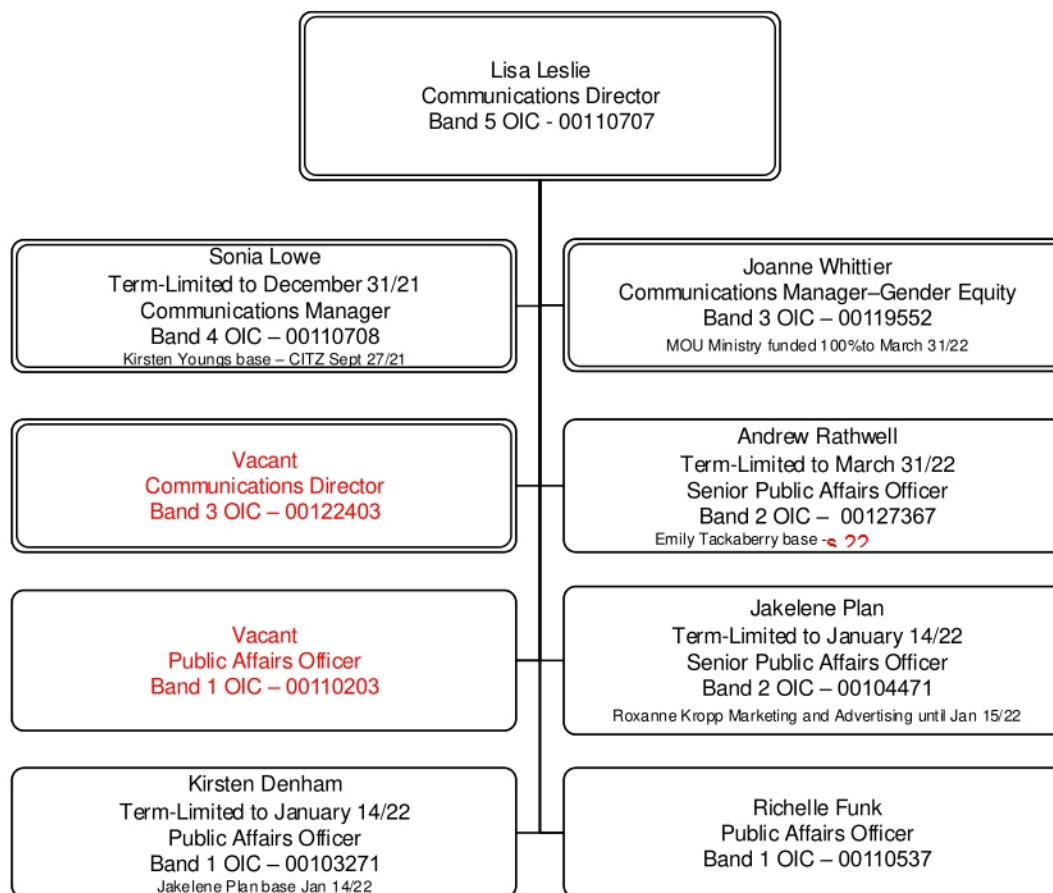 Lisa Leslie
Communications Director
Band 5 OIC - 00110707
Sonia Lowe
Term-Limited to December 31/21
Communications Manager
Band 4 OIC – 00110708
Kirsten Youngs base – CITZ Sept 27/21
Joanne Whittier
Communications Manager–Gender Equity
Band 3 OIC – 00119552
MOU Ministry funded 100%to March 31/22
Vacant
Communications Director
Band 3 OIC – 00122403
Andrew Rathwell
Term-Limited to March 31/22
Senior Public Affairs Officer
Band 2 OIC – 00127367
Emily Tackaberry base -s.22
Vacant
Public Affairs Officer
Band 1 OIC – 00110203
Jakelene Plan
Term-Limited to January 14/22
Senior Public Affairs Officer
Band 2 OIC – 00104471
Roxanne Kropp Marketing and Advertising until Jan 15/22
Kirsten Denham
Term-Limited to January 14/22
Public Affairs Officer
Band 1 OIC – 00103271
Jakelene Plan base Jan 14/22
Richelle Funk
Public Affairs Officer
Band 1 OIC – 00110537